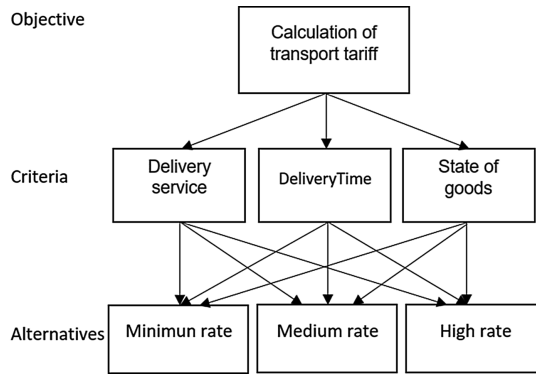 Objective
Calculation of
transport tariff
Criteria
Delivery
service
DeliveryTime
State of
goods
Alternatives
Minimun rate
Medium rate
High rate